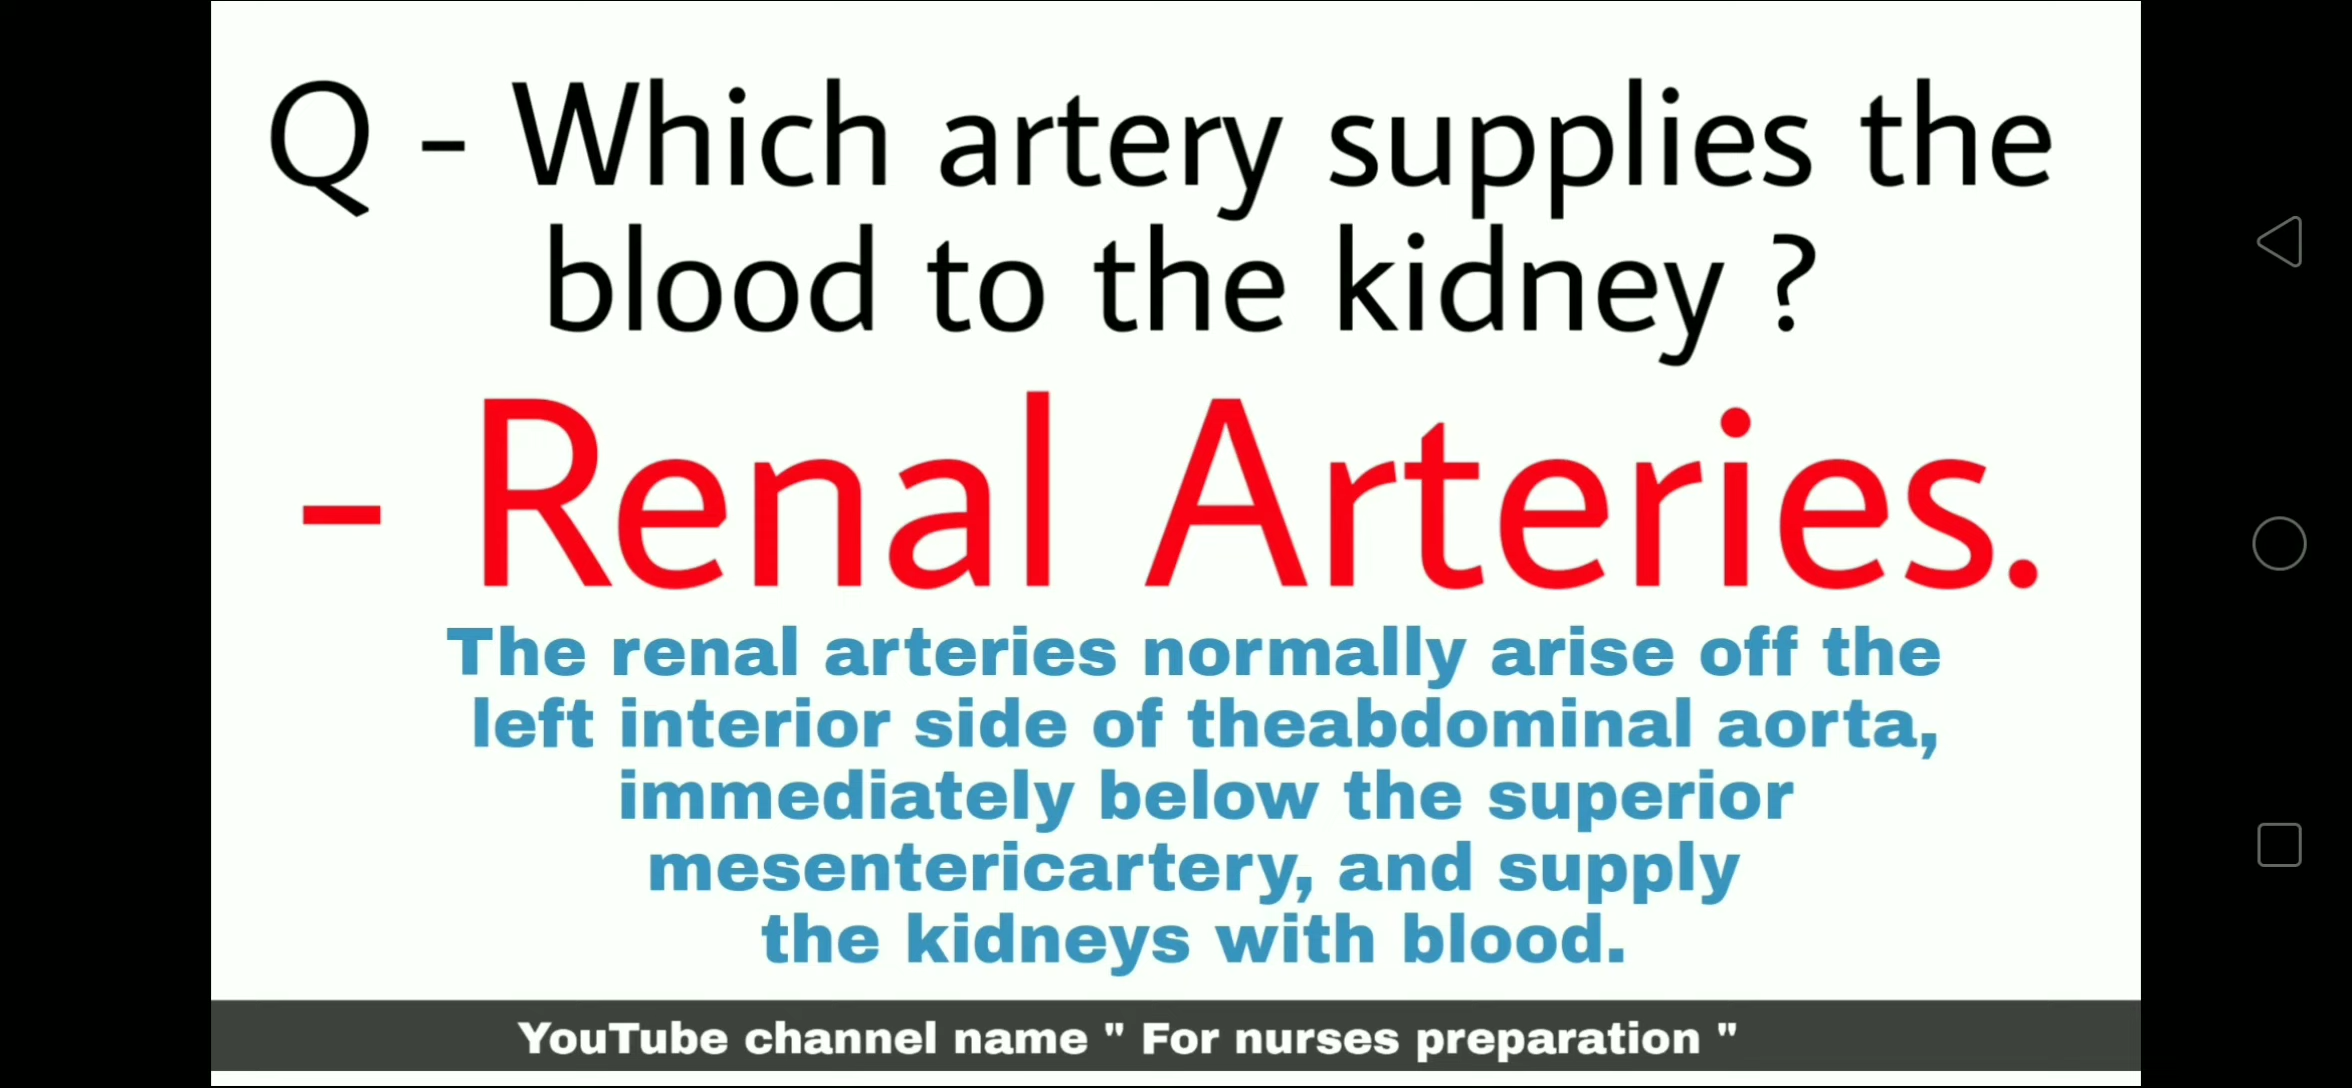 Q - Which artery supplies the
blood to the kidney ?
- Renal Arteries.
The renal arteries normally arise off the
left interior side of theabdominal aorta,
immediately below the superior
mesentericartery, and supply
the kidneys with blood.
YouTube channel name " For nurses preparation "